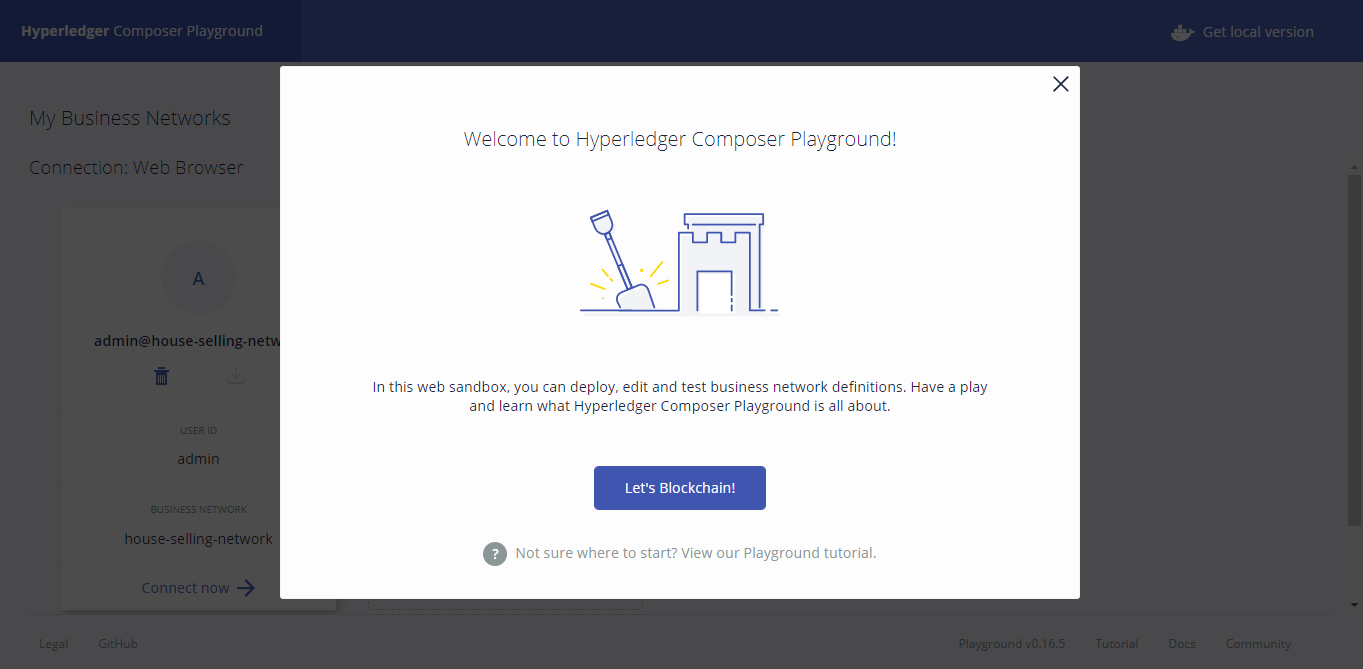 Hyperledger Composer Playground
Get local version
My Business Networks
Connection: Web Browser
A
admin@house-selling-netw
USER ID
admin
BUSINESS NETWORK
house-selling-network
Connect now
Welcome to Hyperledger Composer Playground!
In this web sandbox, you can deploy, edit and test business network definitions. Have a play
and learn what Hyperledger Composer Playground is all about.
Let's Blockchain!
? Not sure where to start? View our Playground tutorial.
Legal GitHub Playground v0.16.5 Tutorial Docs Community